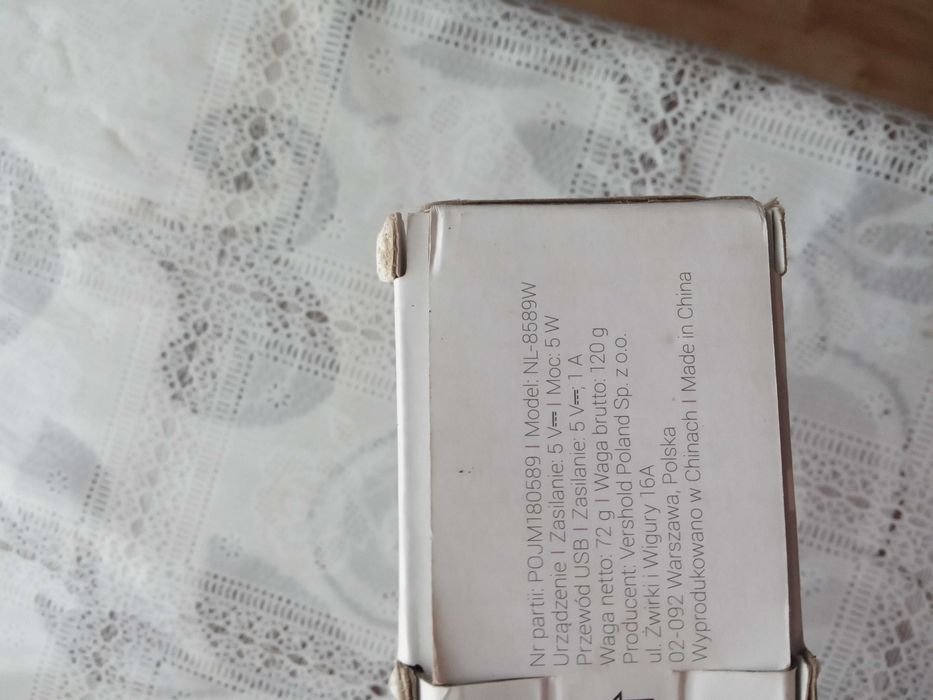 Nr partii: POJM180589 | Model: NL-8589W
Urządzenie | Zasilanie: 5 V⎓ | Moc: 5 W
Przewód USB | Zasilanie: 5 V⎓, 1 A
Waga netto: 72 g | Waga brutto: 120 g
Producent: Vershold Poland Sp. z o.o.
ul. Żwirki i Wigury 16A
02-092 Warszawa, Polska
Wyprodukowano w Chinach | Made in China